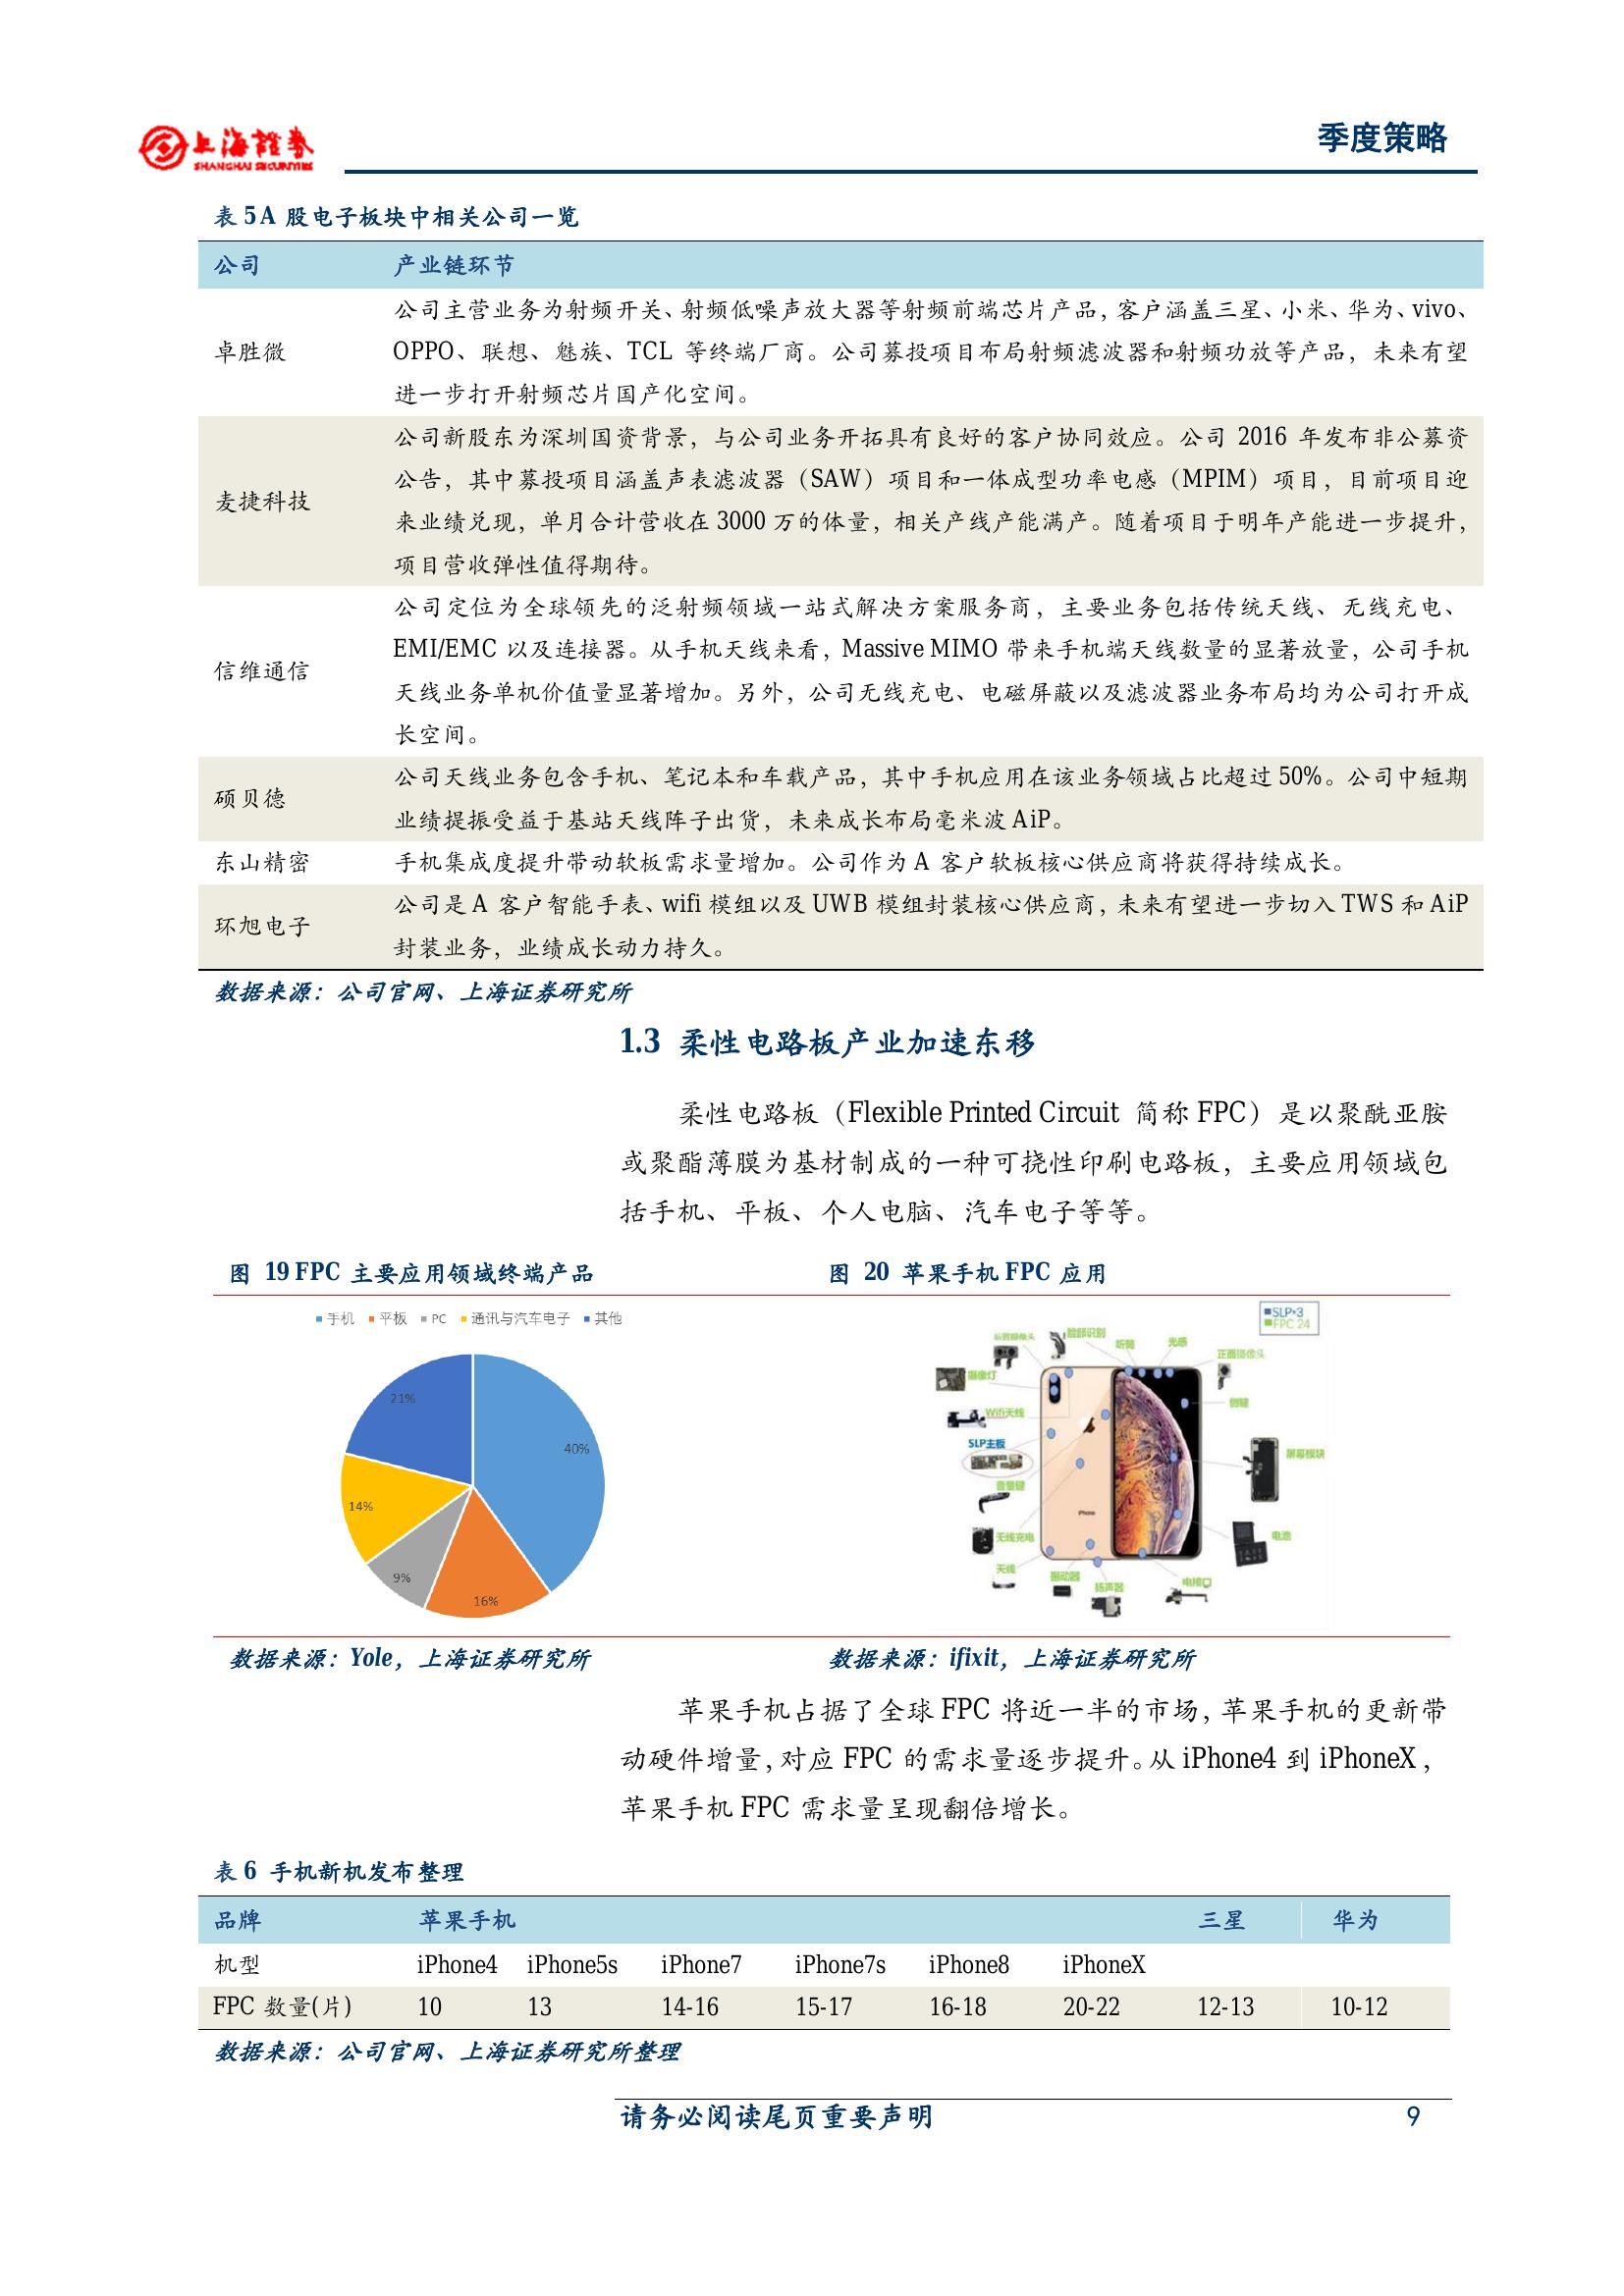 上海證券
SHANGHAI SECURITIES
季度策略
表 5A 股电子板块中相关公司一览
公司 产业链环节
卓胜微
公司主营业务为射频开关、射频低噪声放大器等射频前端芯片产品，客户涵盖三星、小米、华为、vivo、
OPPO、联想、魅族、TCL 等终端厂商。公司募投项目布局射频滤波器和射频功放等产品，未来有望
进一步打开射频芯片国产化空间。
麦捷科技
公司新股东为深圳国资背景，与公司业务开拓具有良好的客户协同效应。公司 2016 年发布非公募资
公告，其中募投项目涵盖声表滤波器（SAW）项目和一体成型功率电感（MPIM）项目，目前项目迎
来业绩兑现，单月合计营收在 3000 万的体量，相关产线产能满产。随着项目于明年产能进一步提升，
项目营收弹性值得期待。
信维通信
公司定位为全球领先的泛射频领域一站式解决方案服务商，主要业务包括传统天线、无线充电、
EMI/EMC 以及连接器。从手机天线来看，Massive MIMO 带来手机端天线数量的显著放量，公司手机
天线业务单机价值量显著增加。另外，公司无线充电、电磁屏蔽以及滤波器业务布局均为公司打开成
长空间。
硕贝德
公司天线业务包含手机、笔记本和车载产品，其中手机应用在该业务领域占比超过 50%。公司中短期
业绩提振受益于基站天线阵子出货，未来成长布局毫米波 AiP。
东山精密 手机集成度提升带动软板需求量增加。公司作为 A 客户软板核心供应商将获得持续成长。
环旭电子
公司是 A 客户智能手表、wifi 模组以及 UWB 模组封装核心供应商，未来有望进一步切入 TWS 和 AiP
封装业务，业绩成长动力持久。
数据来源：公司官网、上海证券研究所
1.3 柔性电路板产业加速东移
柔性电路板（Flexible Printed Circuit 简称 FPC）是以聚酰亚胺
或聚酯薄膜为基材制成的一种可挠性印刷电路板，主要应用领域包
括手机、平板、个人电脑、汽车电子等等。
图 19 FPC 主要应用领域终端产品
手机 平板 PC 通讯与汽车电子 其他
21%
40%
14%
9%
16%
图 20 苹果手机 FPC 应用
SLP*3
FPC 24
后置摄像头
脸部识别
听筒
光感
正面摄像头
摄像灯
侧键
Wifi天线
SLP主板
屏幕模块
音量键
无线充电
电池
天线
振动器
扬声器
电接口
iPhone
数据来源：Yole，上海证券研究所
数据来源：ifixit，上海证券研究所
苹果手机占据了全球 FPC 将近一半的市场，苹果手机的更新带
动硬件增量，对应 FPC 的需求量逐步提升。从 iPhone4 到 iPhoneX，
苹果手机 FPC 需求量呈现翻倍增长。
表 6 手机新机发布整理
品牌 苹果手机 三星 华为
机型 iPhone4 iPhone5s iPhone7 iPhone7s iPhone8 iPhoneX
FPC 数量(片) 10 13 14-16 15-17 16-18 20-22 12-13 10-12
数据来源：公司官网、上海证券研究所整理
请务必阅读尾页重要声明 9